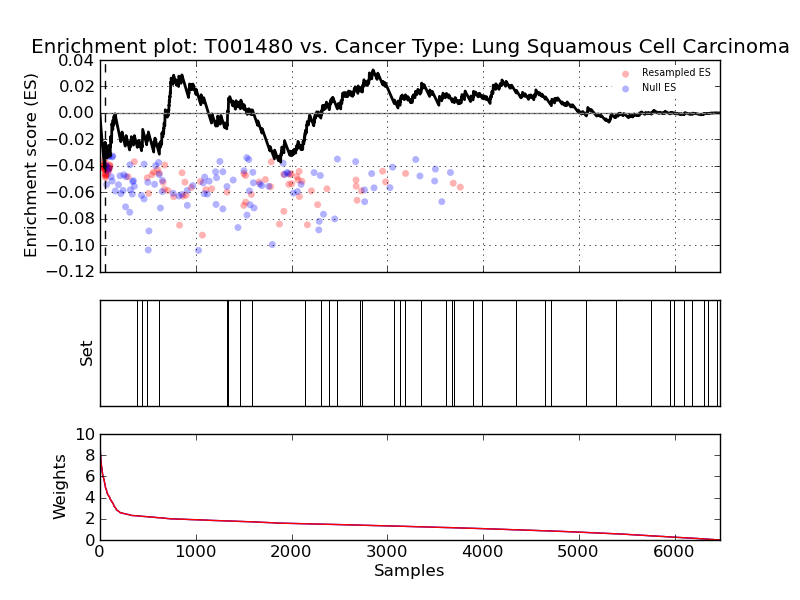 Enrichment plot: T001480 vs. Cancer Type: Lung Squamous Cell Carcinoma
Enrichment score (ES)
0.04
0.02
0.00
−0.02
−0.04
−0.06
−0.08
−0.10
−0.12
Resampled ES
Null ES
Set
Weights
10
8
6
4
2
0
0 1000 2000 3000 4000 5000 6000
Samples